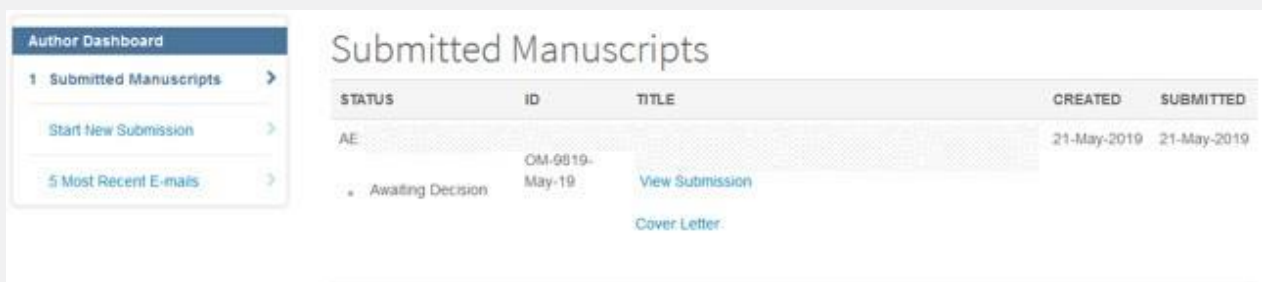 Author Dashboard
1 Submitted Manuscripts
Start New Submission
5 Most Recent E-mails
Submitted Manuscripts
STATUS ID TITLE CREATED SUBMITTED
AE 21-May-2019 21-May-2019
OM-9819-
May-19
Awaiting Decision
View Submission
Cover Letter